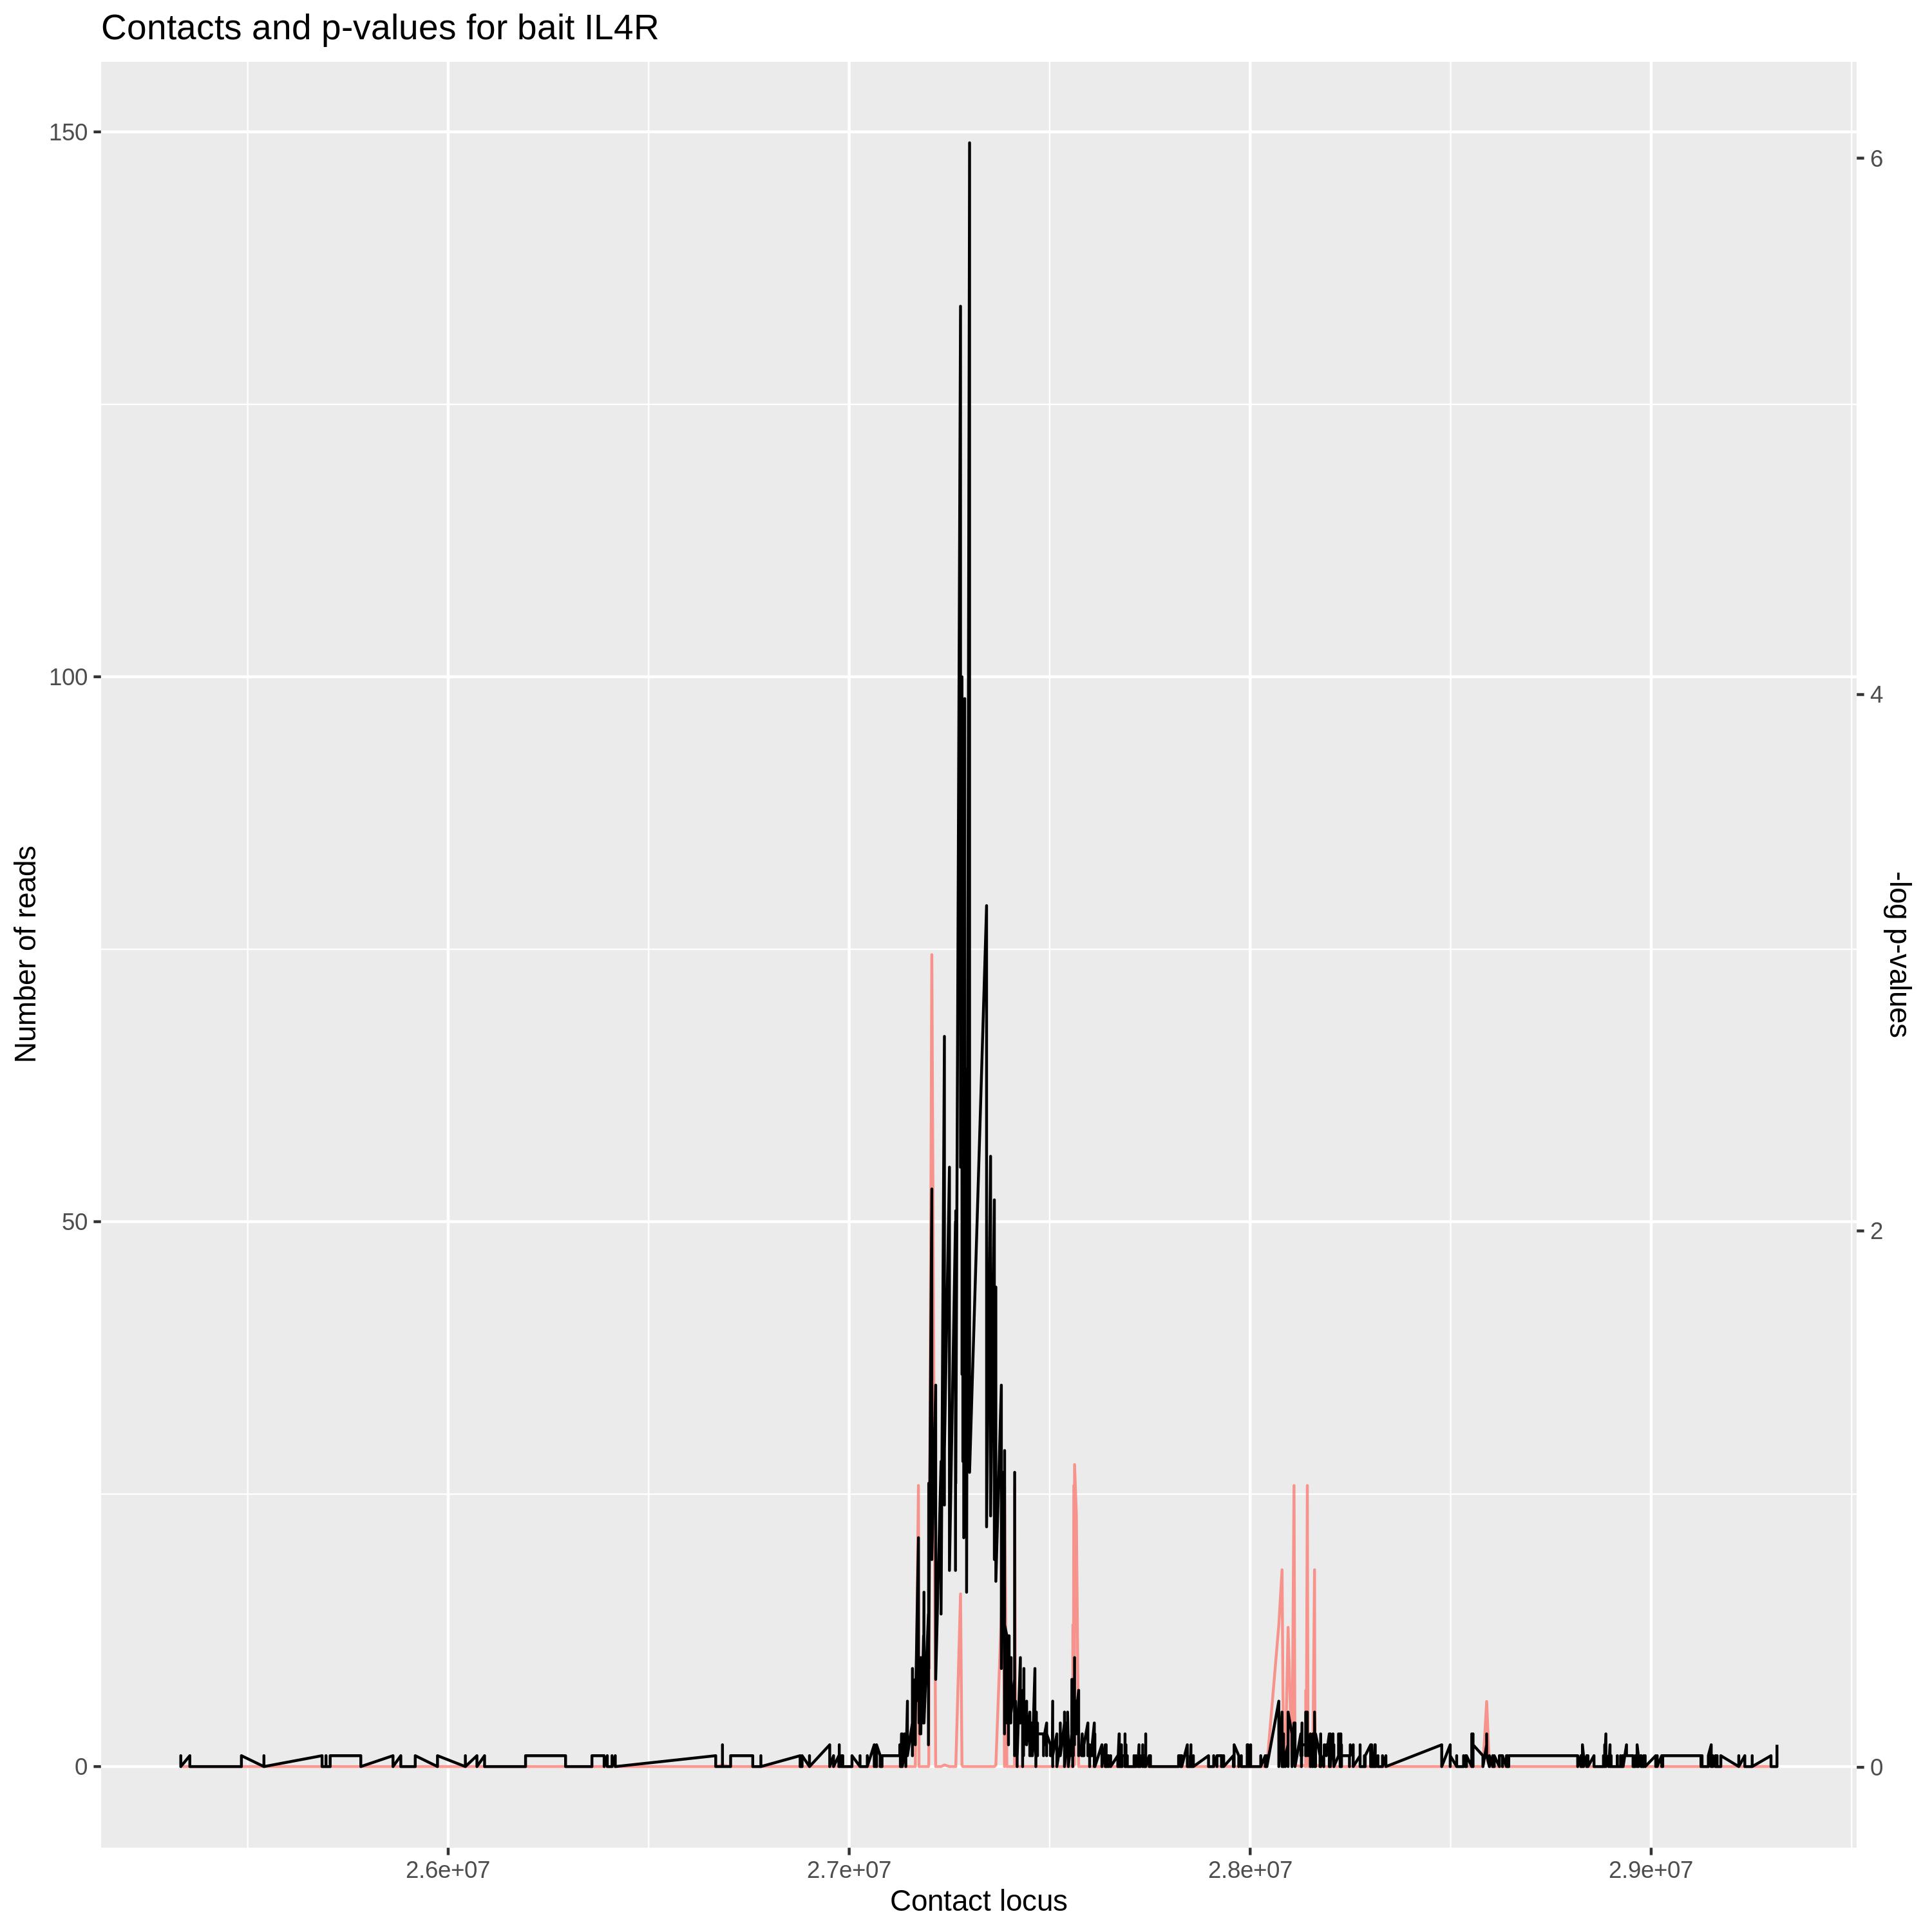 Contacts and p-values for bait IL4R
150
100
50
0
Number of reads
6
4
2
0
-log p-values
2.6e+07
2.7e+07
2.8e+07
2.9e+07
Contact locus